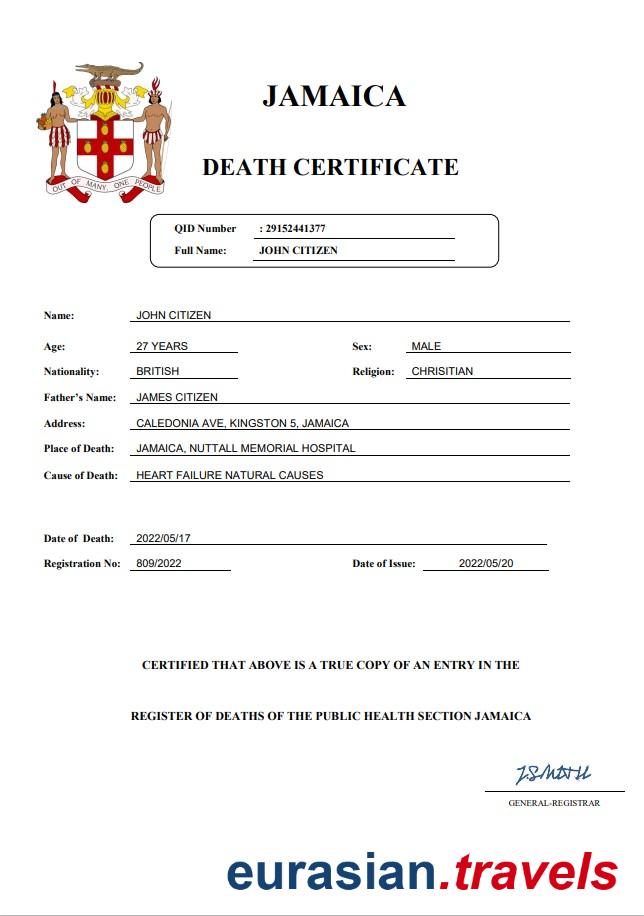 JAMAICA
DEATH CERTIFICATE
OUT OF MANY, ONE PEOPLE
QID Number : 29152441377
Full Name: JOHN CITIZEN
Name: JOHN CITIZEN
Age: 27 YEARS Sex: MALE
Nationality: BRITISH Religion: CHRISITIAN
Father's Name: JAMES CITIZEN
Address: CALEDONIA AVE, KINGSTON 5, JAMAICA
Place of Death: JAMAICA, NUTTALL MEMORIAL HOSPITAL
Cause of Death: HEART FAILURE NATURAL CAUSES
Date of Death: 2022/05/17
Registration No: 809/2022 Date of Issue: 2022/05/20
CERTIFIED THAT ABOVE IS A TRUE COPY OF AN ENTRY IN THE
REGISTER OF DEATHS OF THE PUBLIC HEALTH SECTION JAMAICA
GENERAL-REGISTRAR
eurasian.travels